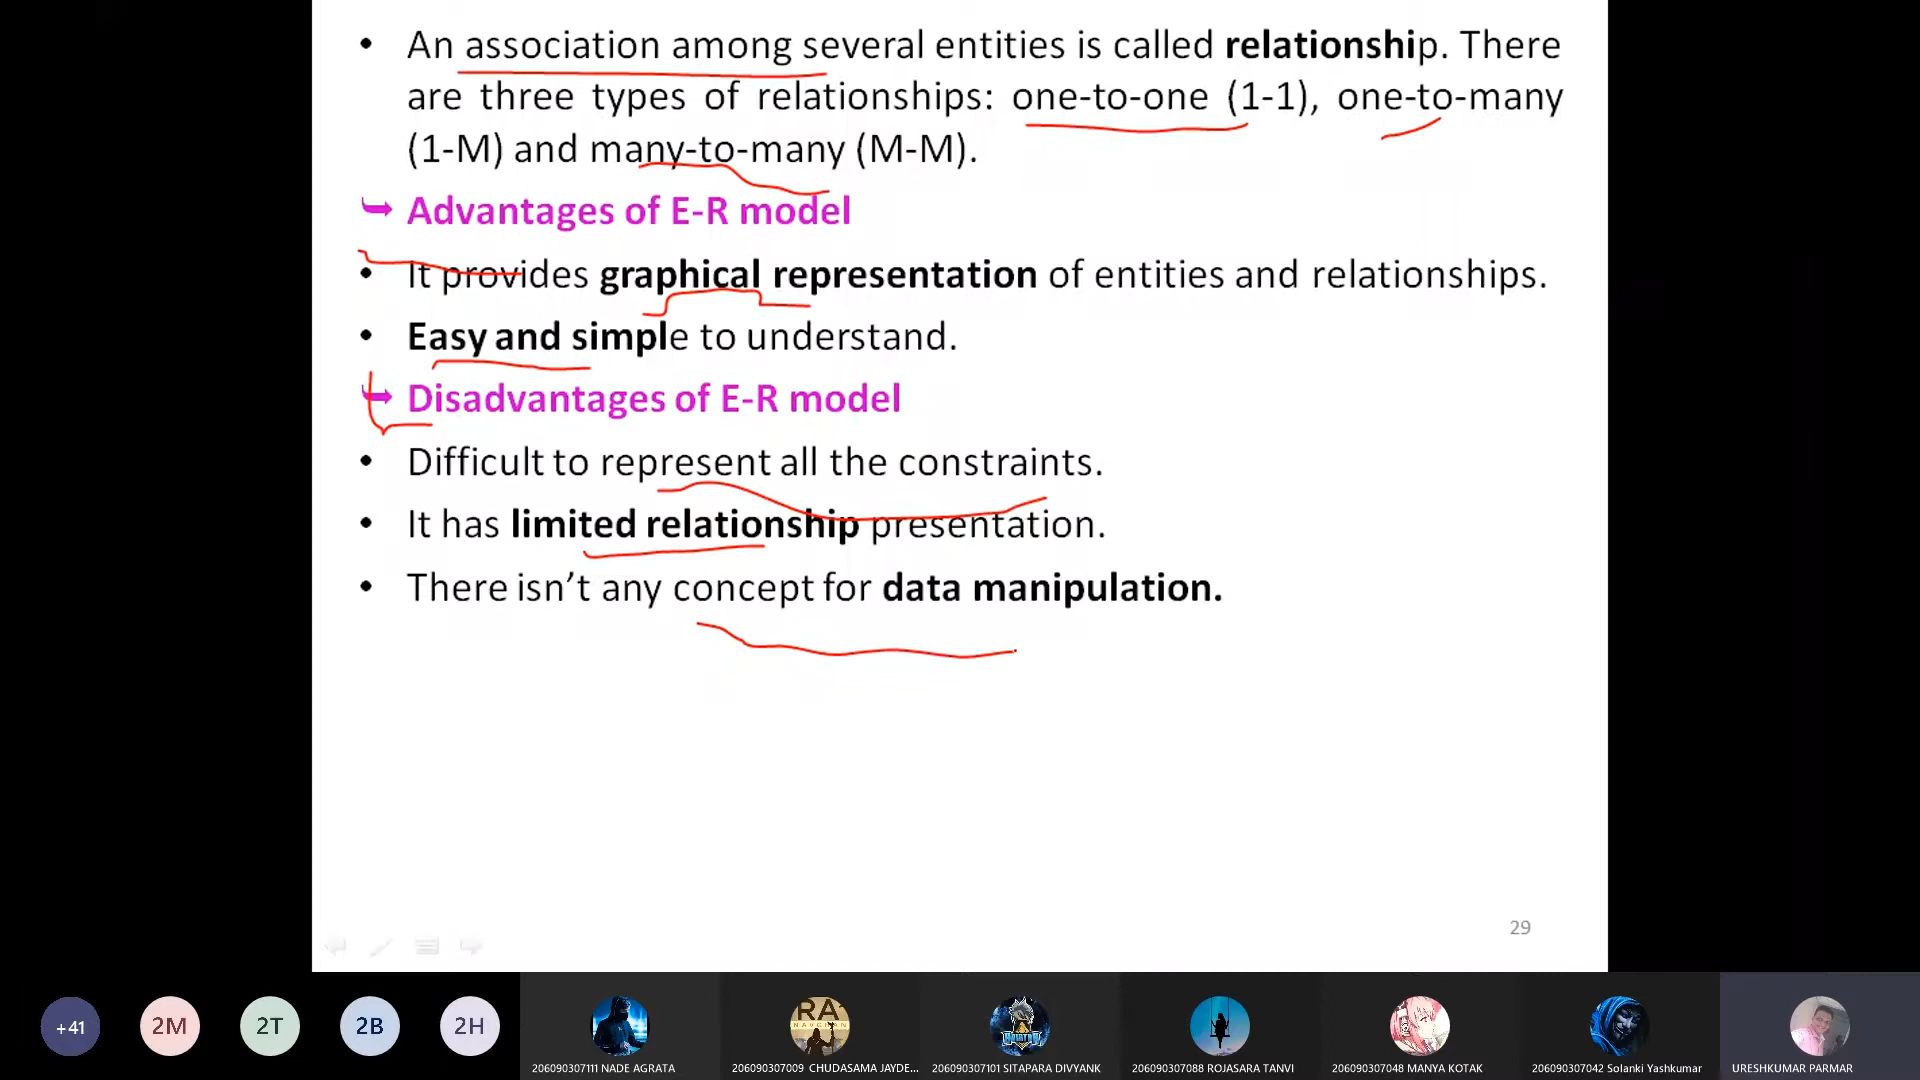 • An association among several entities is called relationship. There
are three types of relationships: one-to-one (1-1), one-to-many
(1-M) and many-to-many (M-M).
Advantages of E-R model
• It provides graphical representation of entities and relationships.
• Easy and simple to understand.
Disadvantages of E-R model
• Difficult to represent all the constraints.
• It has limited relationship presentation.
• There isn’t any concept for data manipulation.
29
+41
2M
2T
2B
2H
RA
206090307111 NADE AGRATA
206090307009 CHUDASAMA JAYDE...
206090307101 SITAPARA DIVYANK
206090307088 ROJASARA TANVI
206090307048 MANYA KOTAK
206090307042 Solanki Yashkumar
URESHKUMAR PARMAR